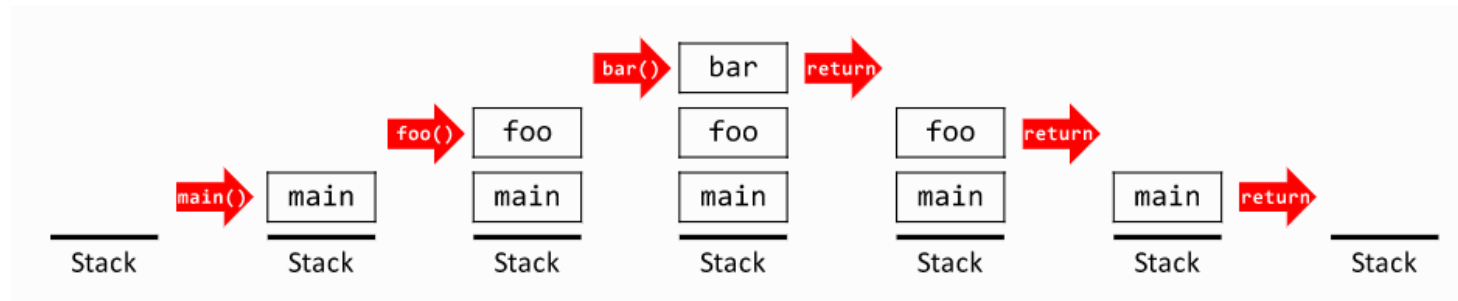 bar() bar return
foo() foo foo foo return
main() main main main main main return
Stack Stack Stack Stack Stack Stack Stack